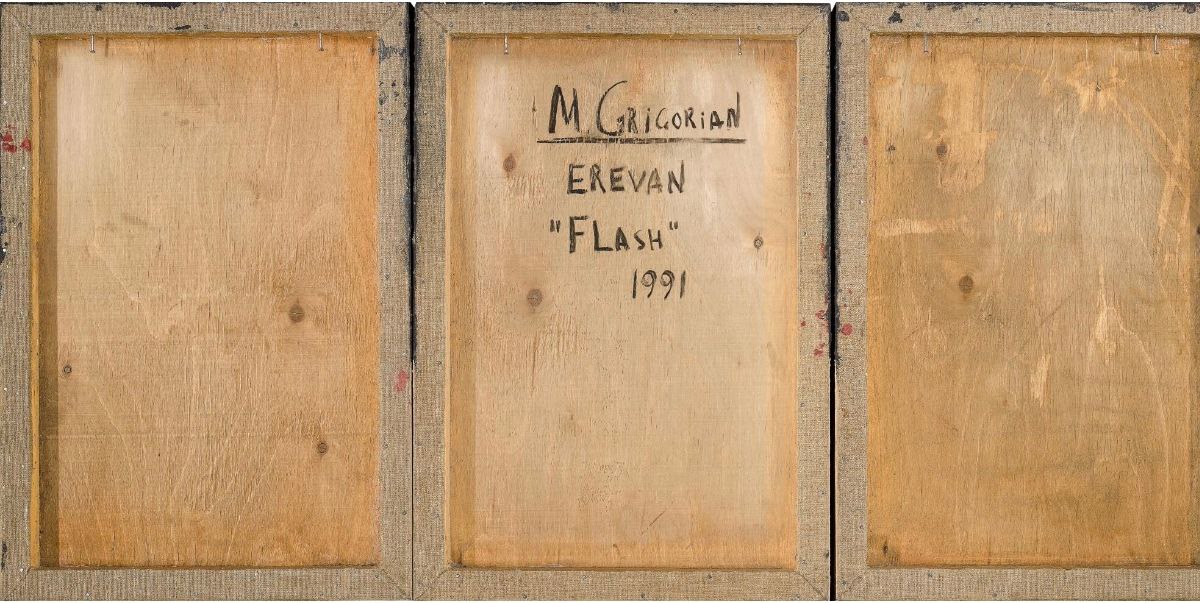 M GRIGORIAN
EREVAN
"FLASH"
1991